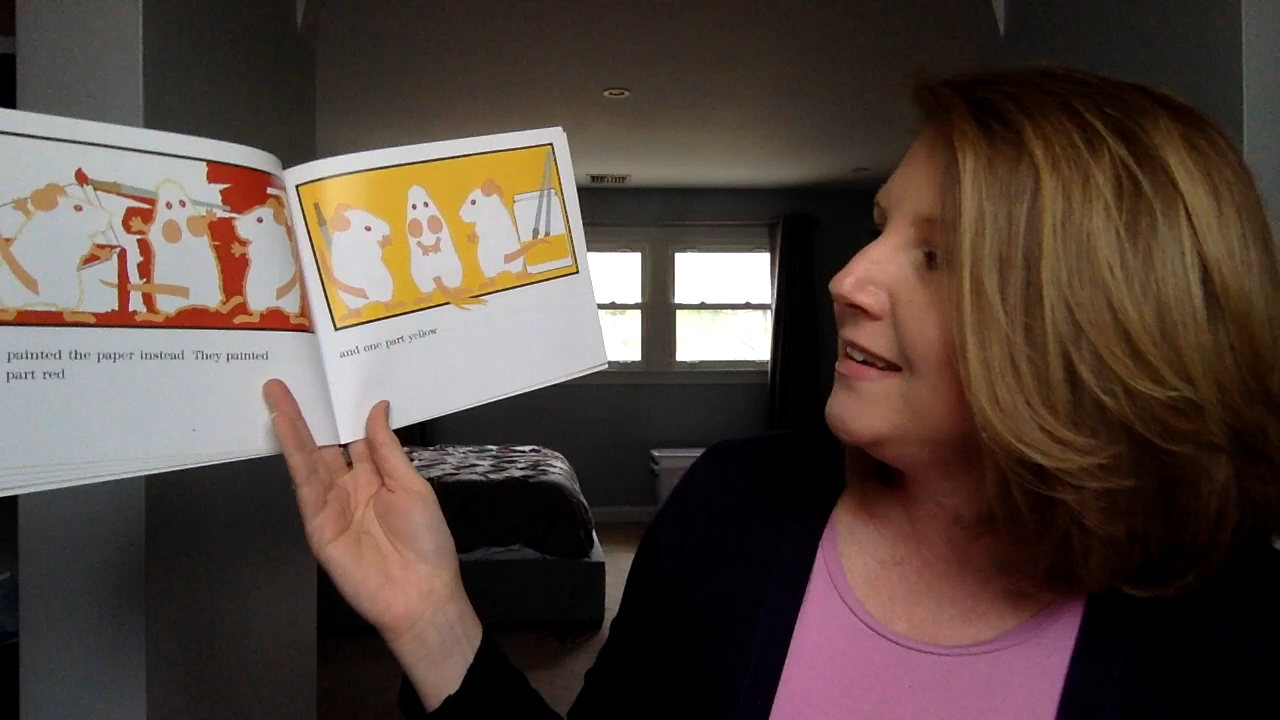 painted the paper instead. They painted
part red
and one part yellow